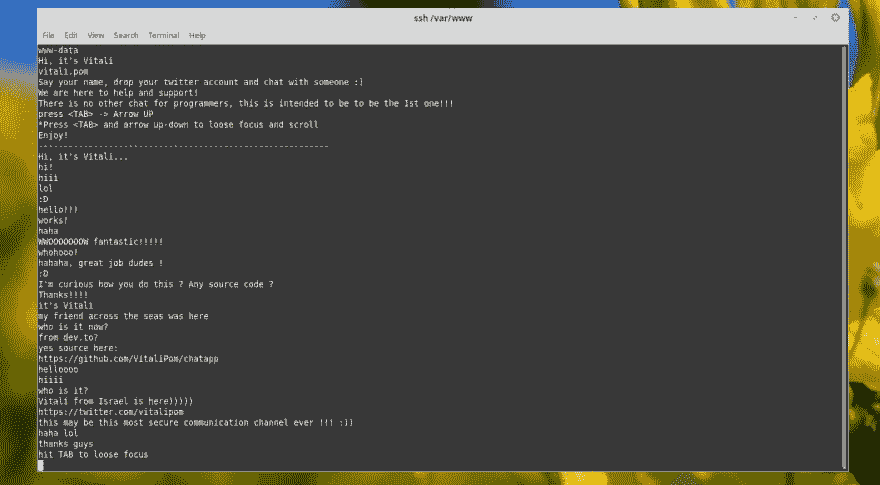 ssh /var/www
File Edit View Search Terminal Help
www-data
Hi, it's Vitali
vitali.pom
Say your name, drop your twitter account and chat with someone :)
We are here to help and support!
There is no other chat for programmers, this is intended to be to be the 1st one!!!
press <TAB> -> Arrow UP
*Press <TAB> and arrow up-down to loose focus and scroll
Enjoy!
Hi, it's Vitali...
hi!
hiii
lol
:D
hello!!!
works!
haha
WWOOOOOOOW fantastic!!!!!
whohooo!
hahaha, great job dudes !
:D
I'm curious how you do this ? Any source code ?
Thanks!!!!
it's Vitali
my friend across the seas was here
who is it now?
from dev.to?
yes source here:
https://github.com/VitaliPom/chatapp
helloooo
hiiii
who is it?
Vitali from Israel is here)))))
https://twitter.com/vitalipom
this may be this most secure communication channel ever !!! :))
haha lol
thanks guys
hit TAB to loose focus